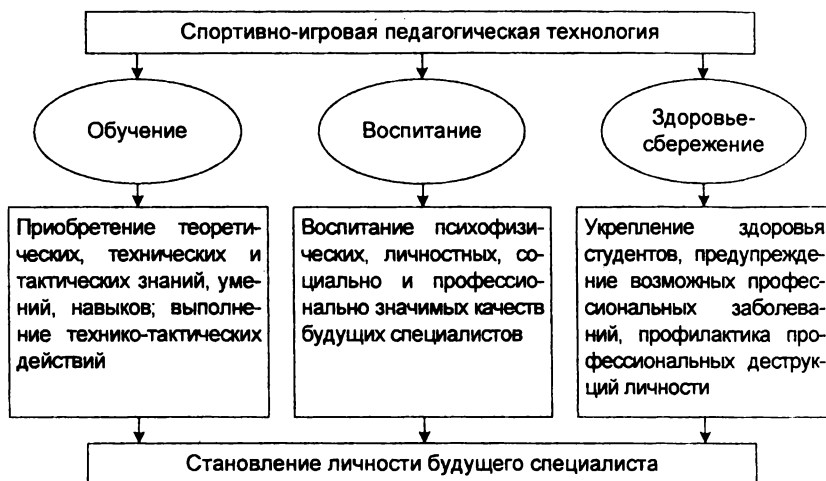 Спортивно-игровая педагогическая технология
Обучение
Воспитание
Здоровье-
сбережение
Приобретение теорети-
ческих, технических и
тактических знаний, уме-
ний, навыков; выполне-
ние технико-тактических
действий
Воспитание психофизи-
ческих, личностных, со-
циально и профессио-
нально значимых качеств
будущих специалистов
Укрепление здоровья
студентов, предупрежде-
ние возможных профес-
сиональных заболева-
ний, профилактика про-
фессиональных деструк-
ций личности
Становление личности будущего специалиста